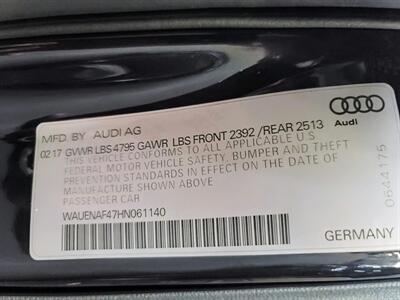 MFD. BY AUDI AG
02-17 GVWR LBS 4795 GAWR LBS FRONT 2392 /REAR 2513
THIS VEHICLE CONFORMS TO ALL APPLICABLE U.S.
FEDERAL MOTOR VEHICLE SAFETY, BUMPER AND THEFT
STANDARDS IN EFFECT ON THE DATE OF
MANUFACTURE SHOWN ABOVE.
PASSENGER CAR
WAUENAF47HN061140
Audi
0644175
GERMANY